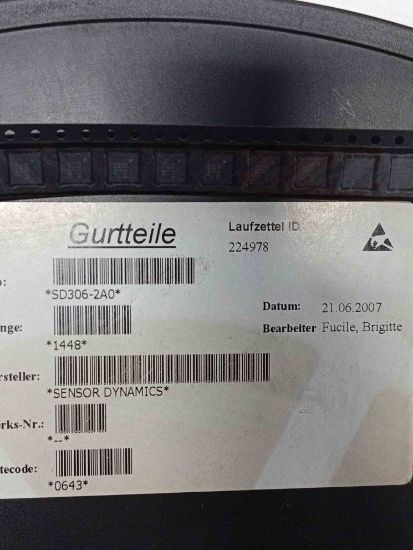 Gurtteile
Laufzettel ID
224978
o:
*SD306-2A0*
nge:
*1448*
Datum: 21.06.2007
Bearbeiter Fucile, Brigitte
rsteller:
*SENSOR DYNAMICS*
erks-Nr.:
*--*
tecode:
*0643*